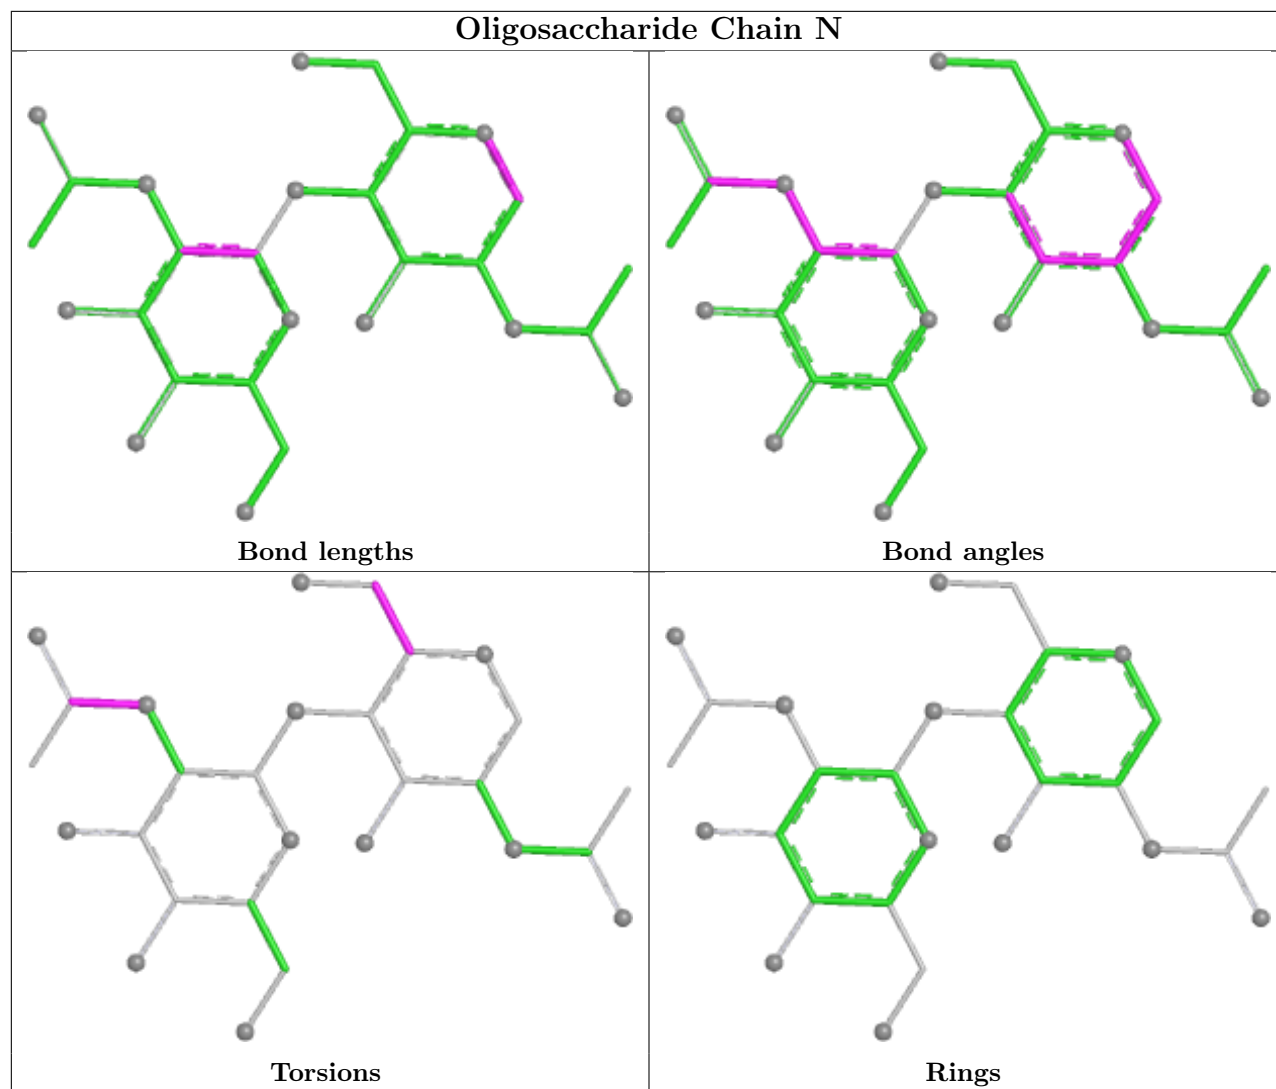 Oligosaccharide Chain N
Bond lengths
Bond angles
Torsions
Rings